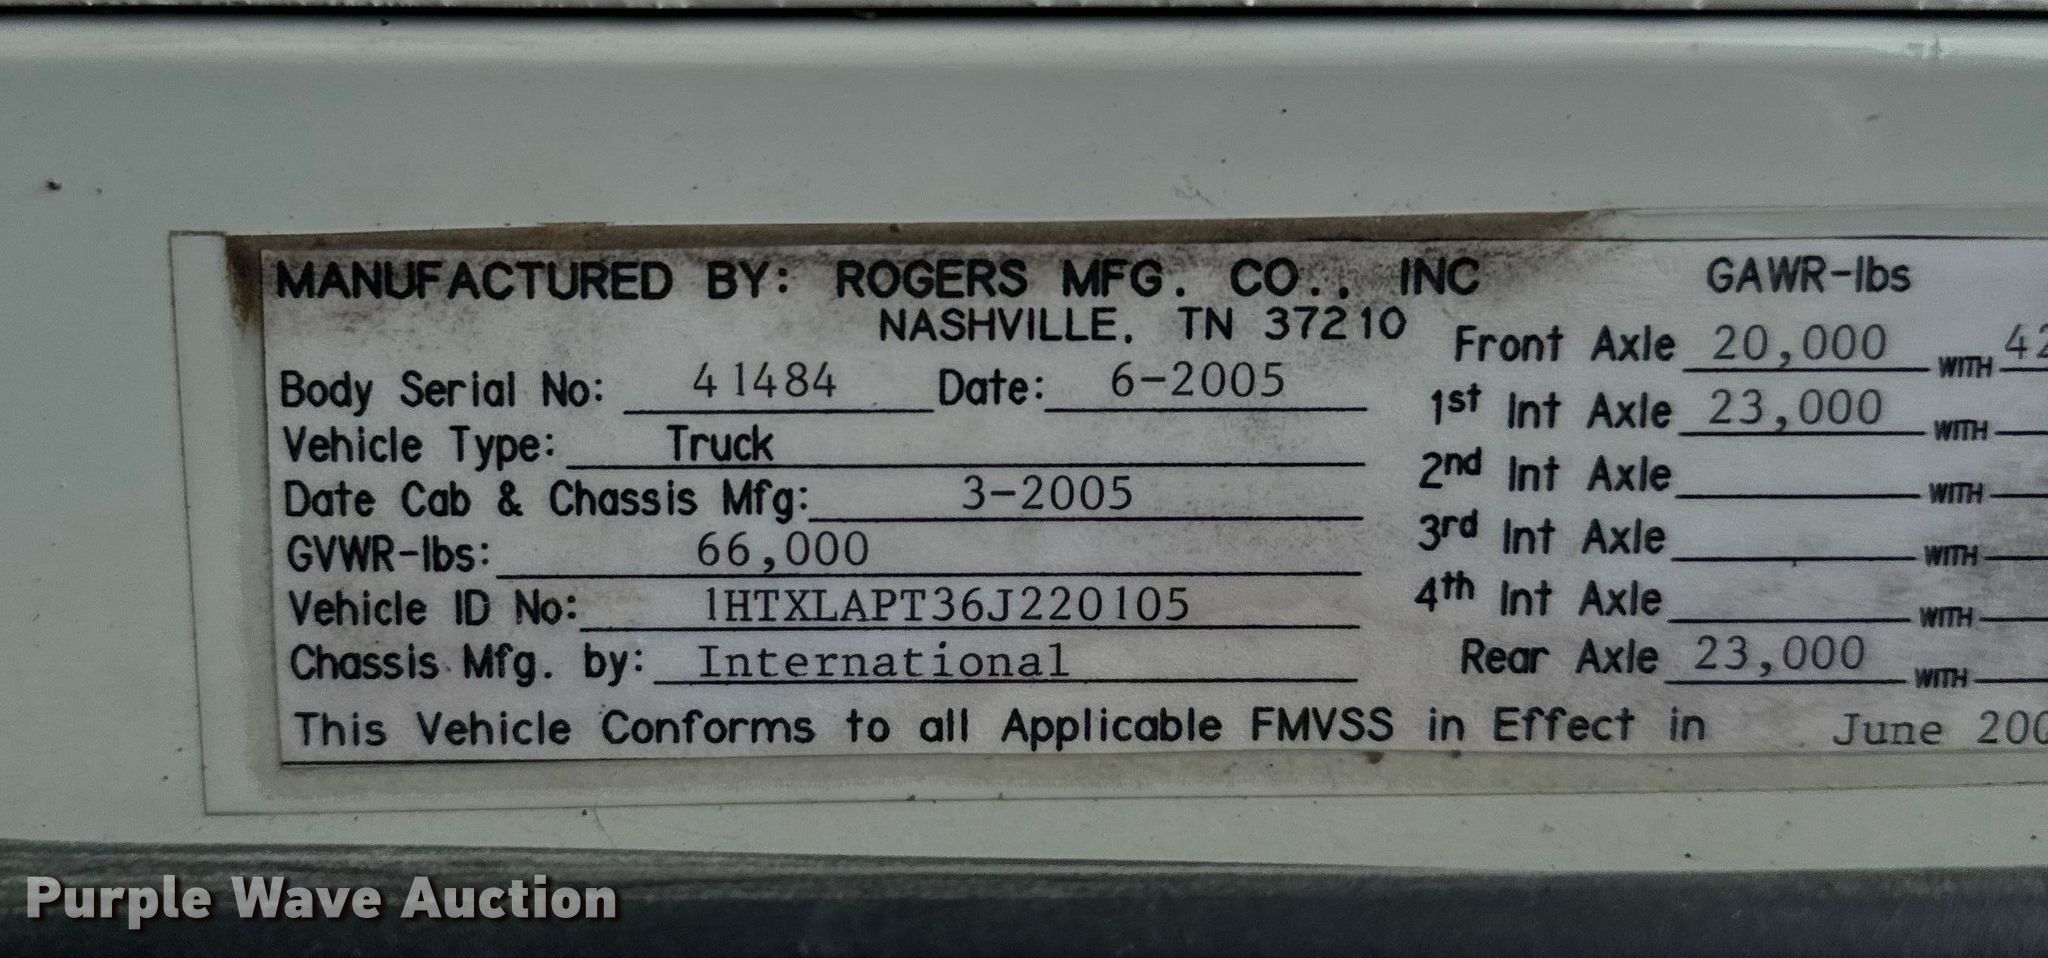 MANUFACTURED BY: ROGERS MFG. CO., INC
NASHVILLE, TN 37210
Body Serial No: 41484 Date: 6-2005
Vehicle Type: Truck
Date Cab & Chassis Mfg: 3-2005
GVWR-lbs: 66,000
Vehicle ID No: 1HTXLAPT36J220105
Chassis Mfg. by: International
GAWR-lbs
Front Axle 20,000 WITH 42
1st Int Axle 23,000 WITH
2nd Int Axle WITH
3rd Int Axle WITH
4th Int Axle WITH
Rear Axle 23,000 WITH
This Vehicle Conforms to all Applicable FMVSS in Effect in June 200
Purple Wave Auction